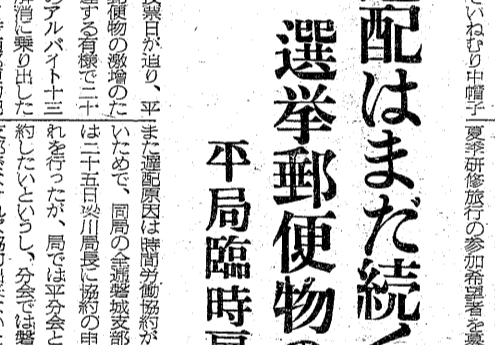 いねむり中帽子
夏季研修旅行の参加希望者を募
配はまだ続く
選挙郵便物の
平局臨時雇
票日が迫り、平
便物の激増のた
達する有様で二十
のアルバイト十三
消に乗り出した
また遅配原因は時間労働協約が
いためで、同局の全逓磐城支部
は二十五日渋川局長に協約の申
れを行ったが、局では平分会と
約したいというし、分会では磐